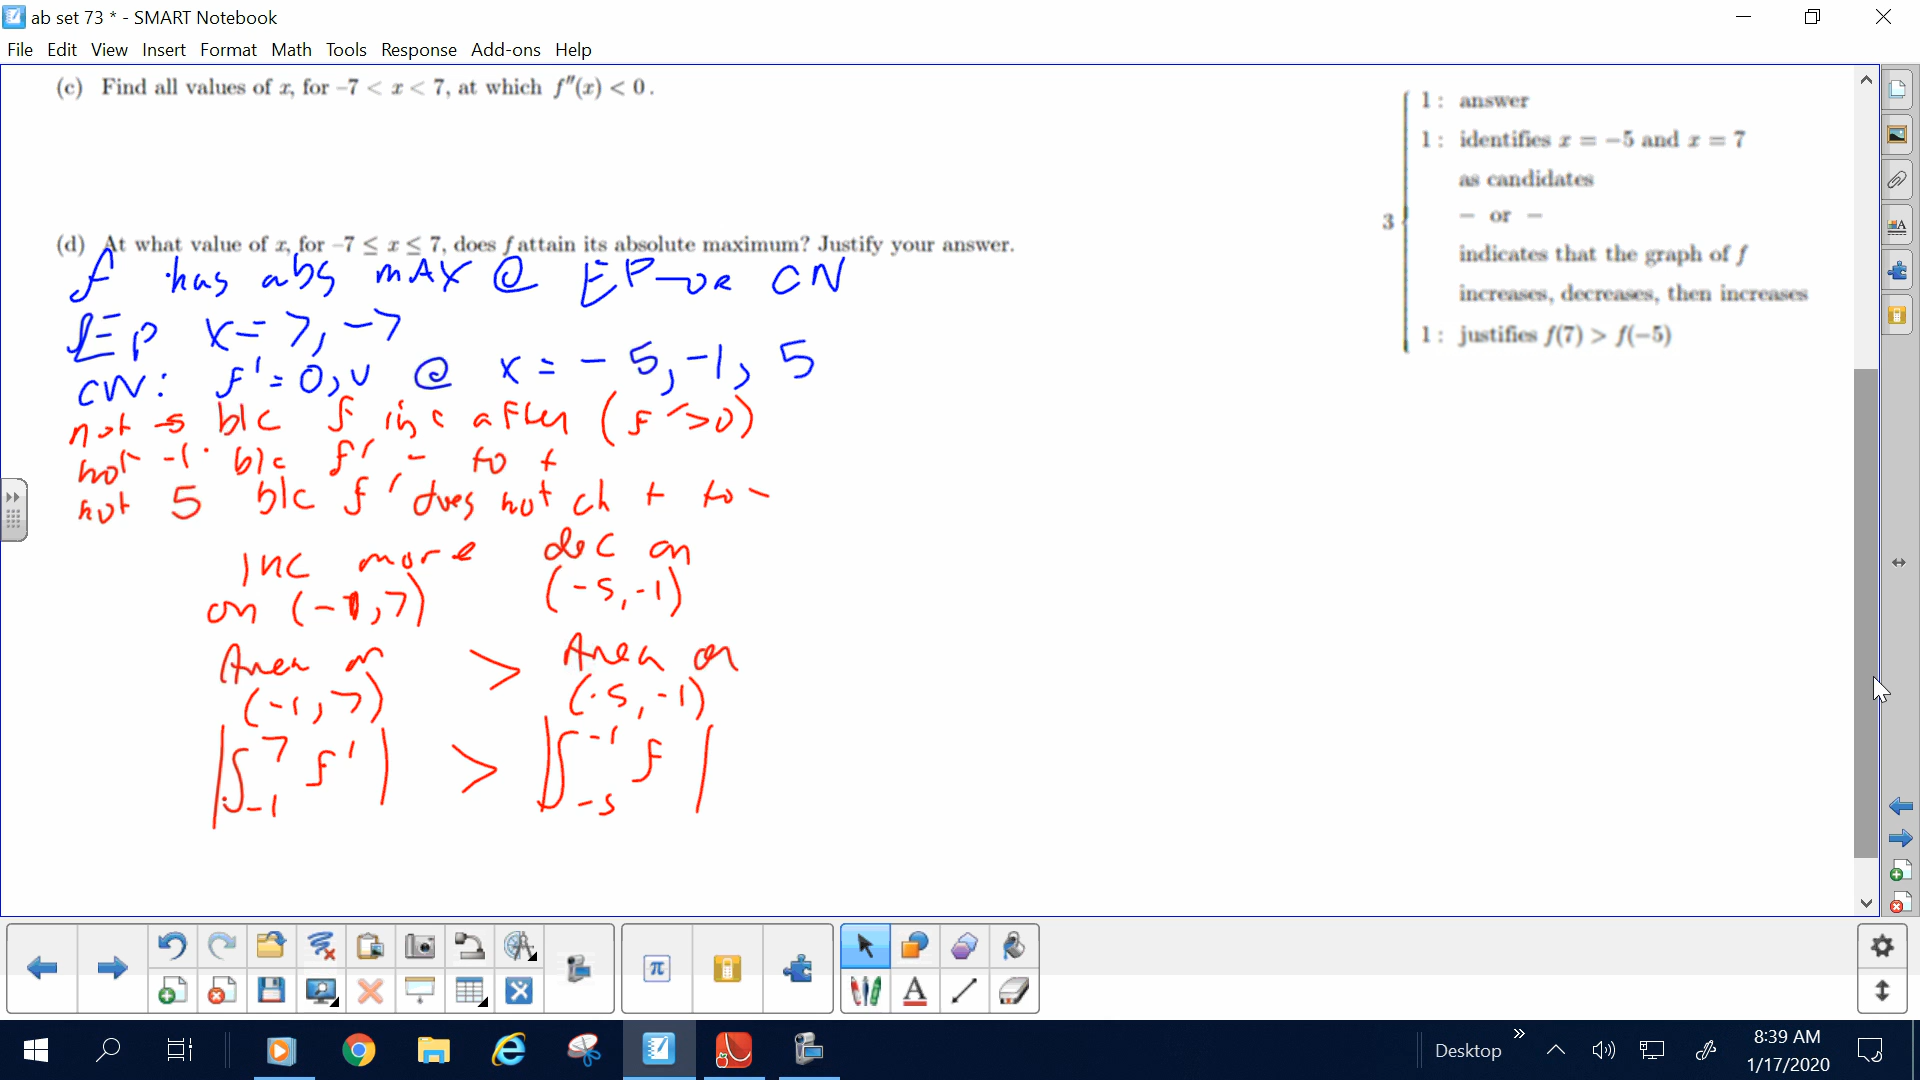 ab set 73 * - SMART Notebook
File Edit View Insert Format Math Tools Response Add-ons Help
(c) Find all values of x, for –7 < x < 7, at which f″(x) < 0.
3
1: answer
1: identifies x = −5 and x = 7
as candidates
− or −
indicates that the graph of f
increases, decreases, then increases
1: justifies f(7) > f(−5)
(d) At what value of x, for –7 ≤ x ≤ 7, does f attain its absolute maximum? Justify your answer.
f has abs mAX @ EP or CN
EP x = 7, -7
CN: f' = 0, U @ x = -5, -1, 5
not -5 b/c f inc after (f' > 0)
not -1 b/c f' - to +
not 5 b/c f' does not ch + to -
Inc more dec on
on (-1, 7) (-5, -1)
Area on > Area on
(-1, 7) (-5, -1)
|∫₋₁⁷ f'| > |∫₋₅⁻¹ f|
Desktop
8:39 AM
1/17/2020